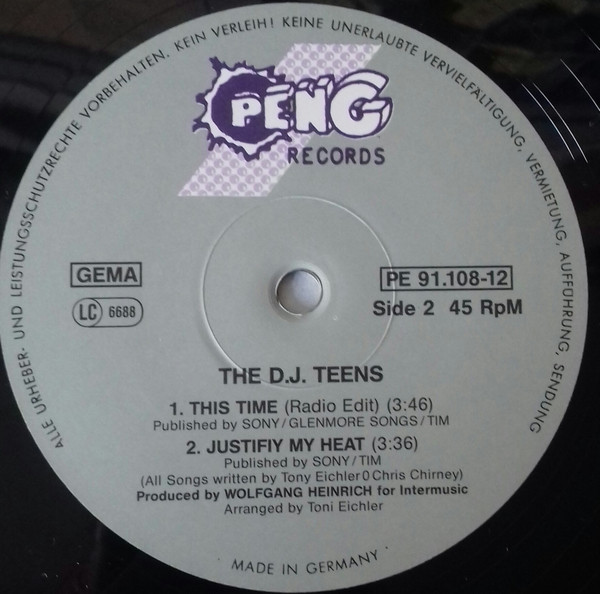 ALLE URHEBER- UND LEISTUNGSSCHUTZRECHTE VORBEHALTEN. KEIN VERLEIH! KEINE UNERLAUBTE VERVIELFÄLTIGUNG, VERMIETUNG, AUFFÜHRUNG, SENDUNG
PENG
RECORDS
GEMA
LC 6688
PE 91.108-12
Side 2 45 RpM
THE D.J. TEENS
1. THIS TIME (Radio Edit) (3:46)
Published by SONY/GLENMORE SONGS/TIM
2. JUSTIFIY MY HEAT (3:36)
Published by SONY/TIM
(All Songs written by Tony Eichler0Chris Chirney)
Produced by WOLFGANG HEINRICH for Intermusic
Arranged by Toni Eichler
· MADE IN GERMANY ·